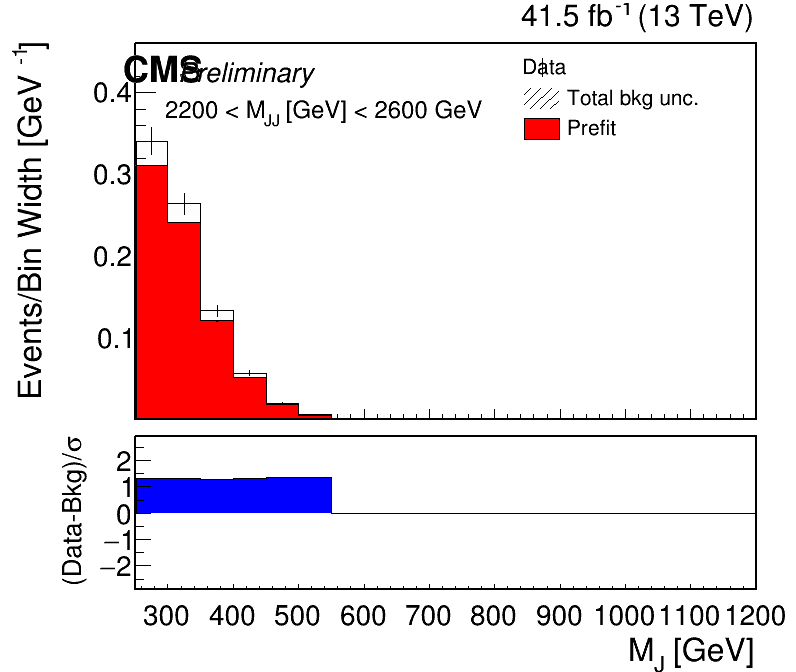 41.5 fb⁻¹ (13 TeV)
CMS Preliminary
2200 < M_JJ [GeV] < 2600 GeV
Data
Total bkg unc.
Prefit
Events/Bin Width [GeV⁻¹]
0.4
0.3
0.2
0.1
(Data-Bkg)/σ
2
1
0
−1
−2
300 400 500 600 700 800 900 1000 1100 1200
M_J [GeV]